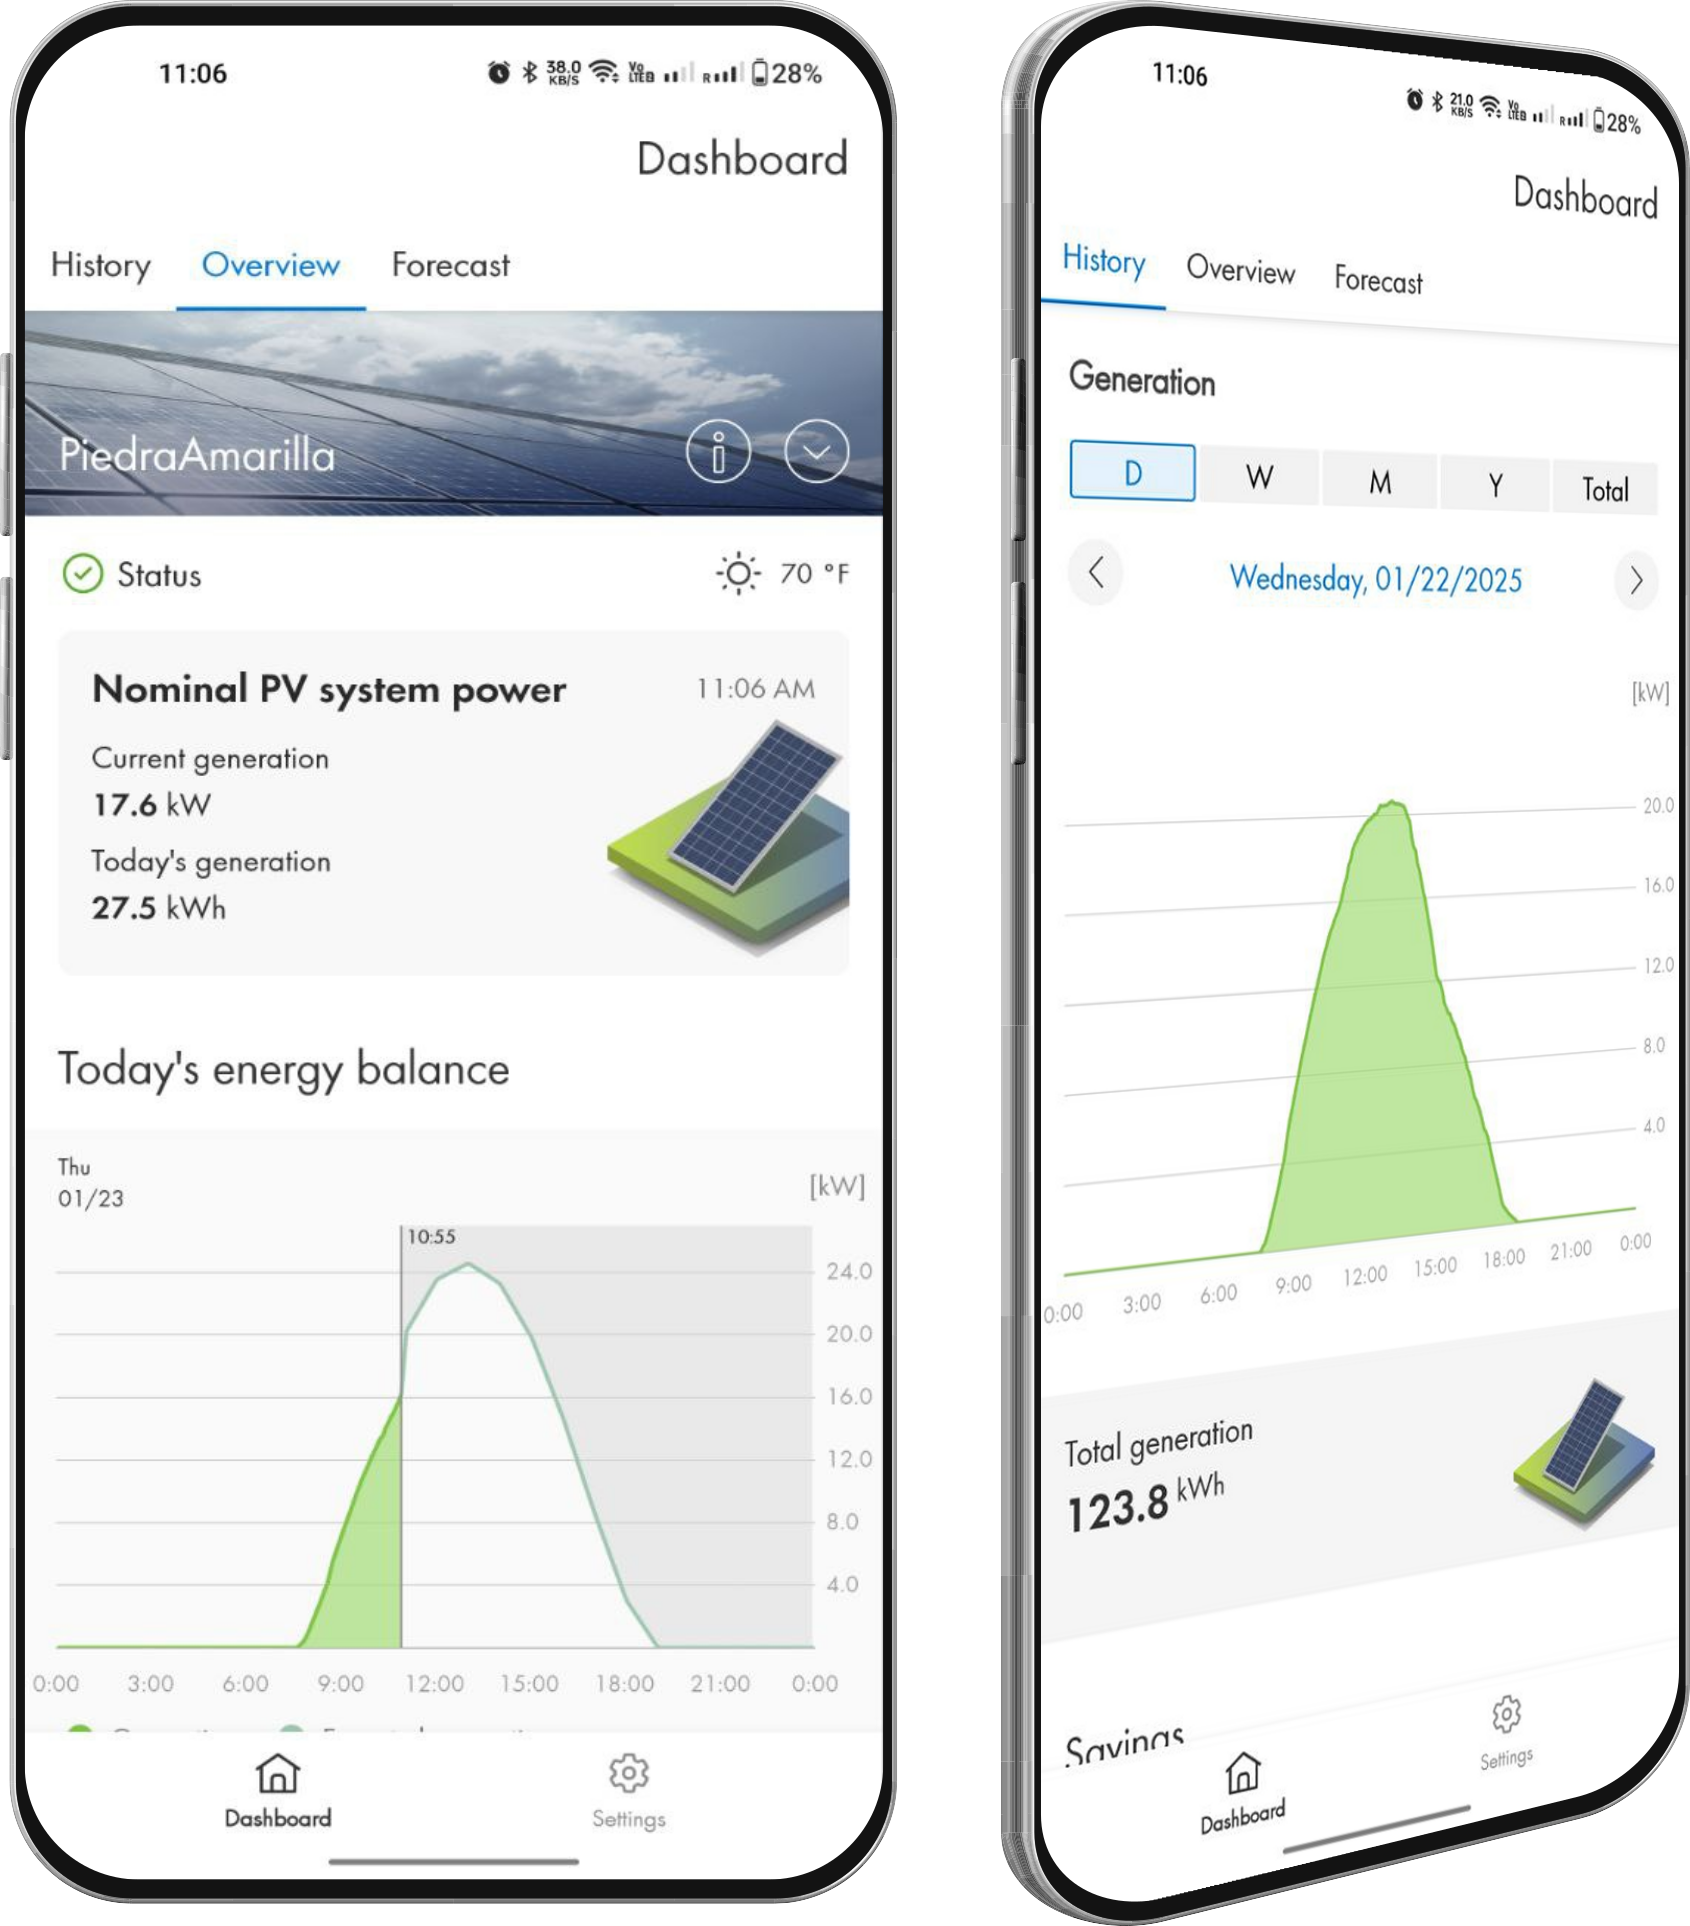 11:06
38.0
KB/S
Vo
LTE
R
28%
Dashboard
History Overview Forecast
PiedraAmarilla
Status
70 °F
Nominal PV system power
11:06 AM
Current generation
17.6 kW
Today's generation
27.5 kWh
Today's energy balance
Thu
01/23
[kW]
10:55
24.0
20.0
16.0
12.0
8.0
4.0
0:00 3:00 6:00 9:00 12:00 15:00 18:00 21:00 0:00
Dashboard
Settings
11:06
21.0
KB/S
Vo
LTE
R
28%
Dashboard
History Overview Forecast
Generation
D W M Y Total
Wednesday, 01/22/2025
[kW]
20.0
16.0
12.0
8.0
4.0
0:00 3:00 6:00 9:00 12:00 15:00 18:00 21:00 0:00
Total generation
123.8 kWh
Savings
Dashboard
Settings